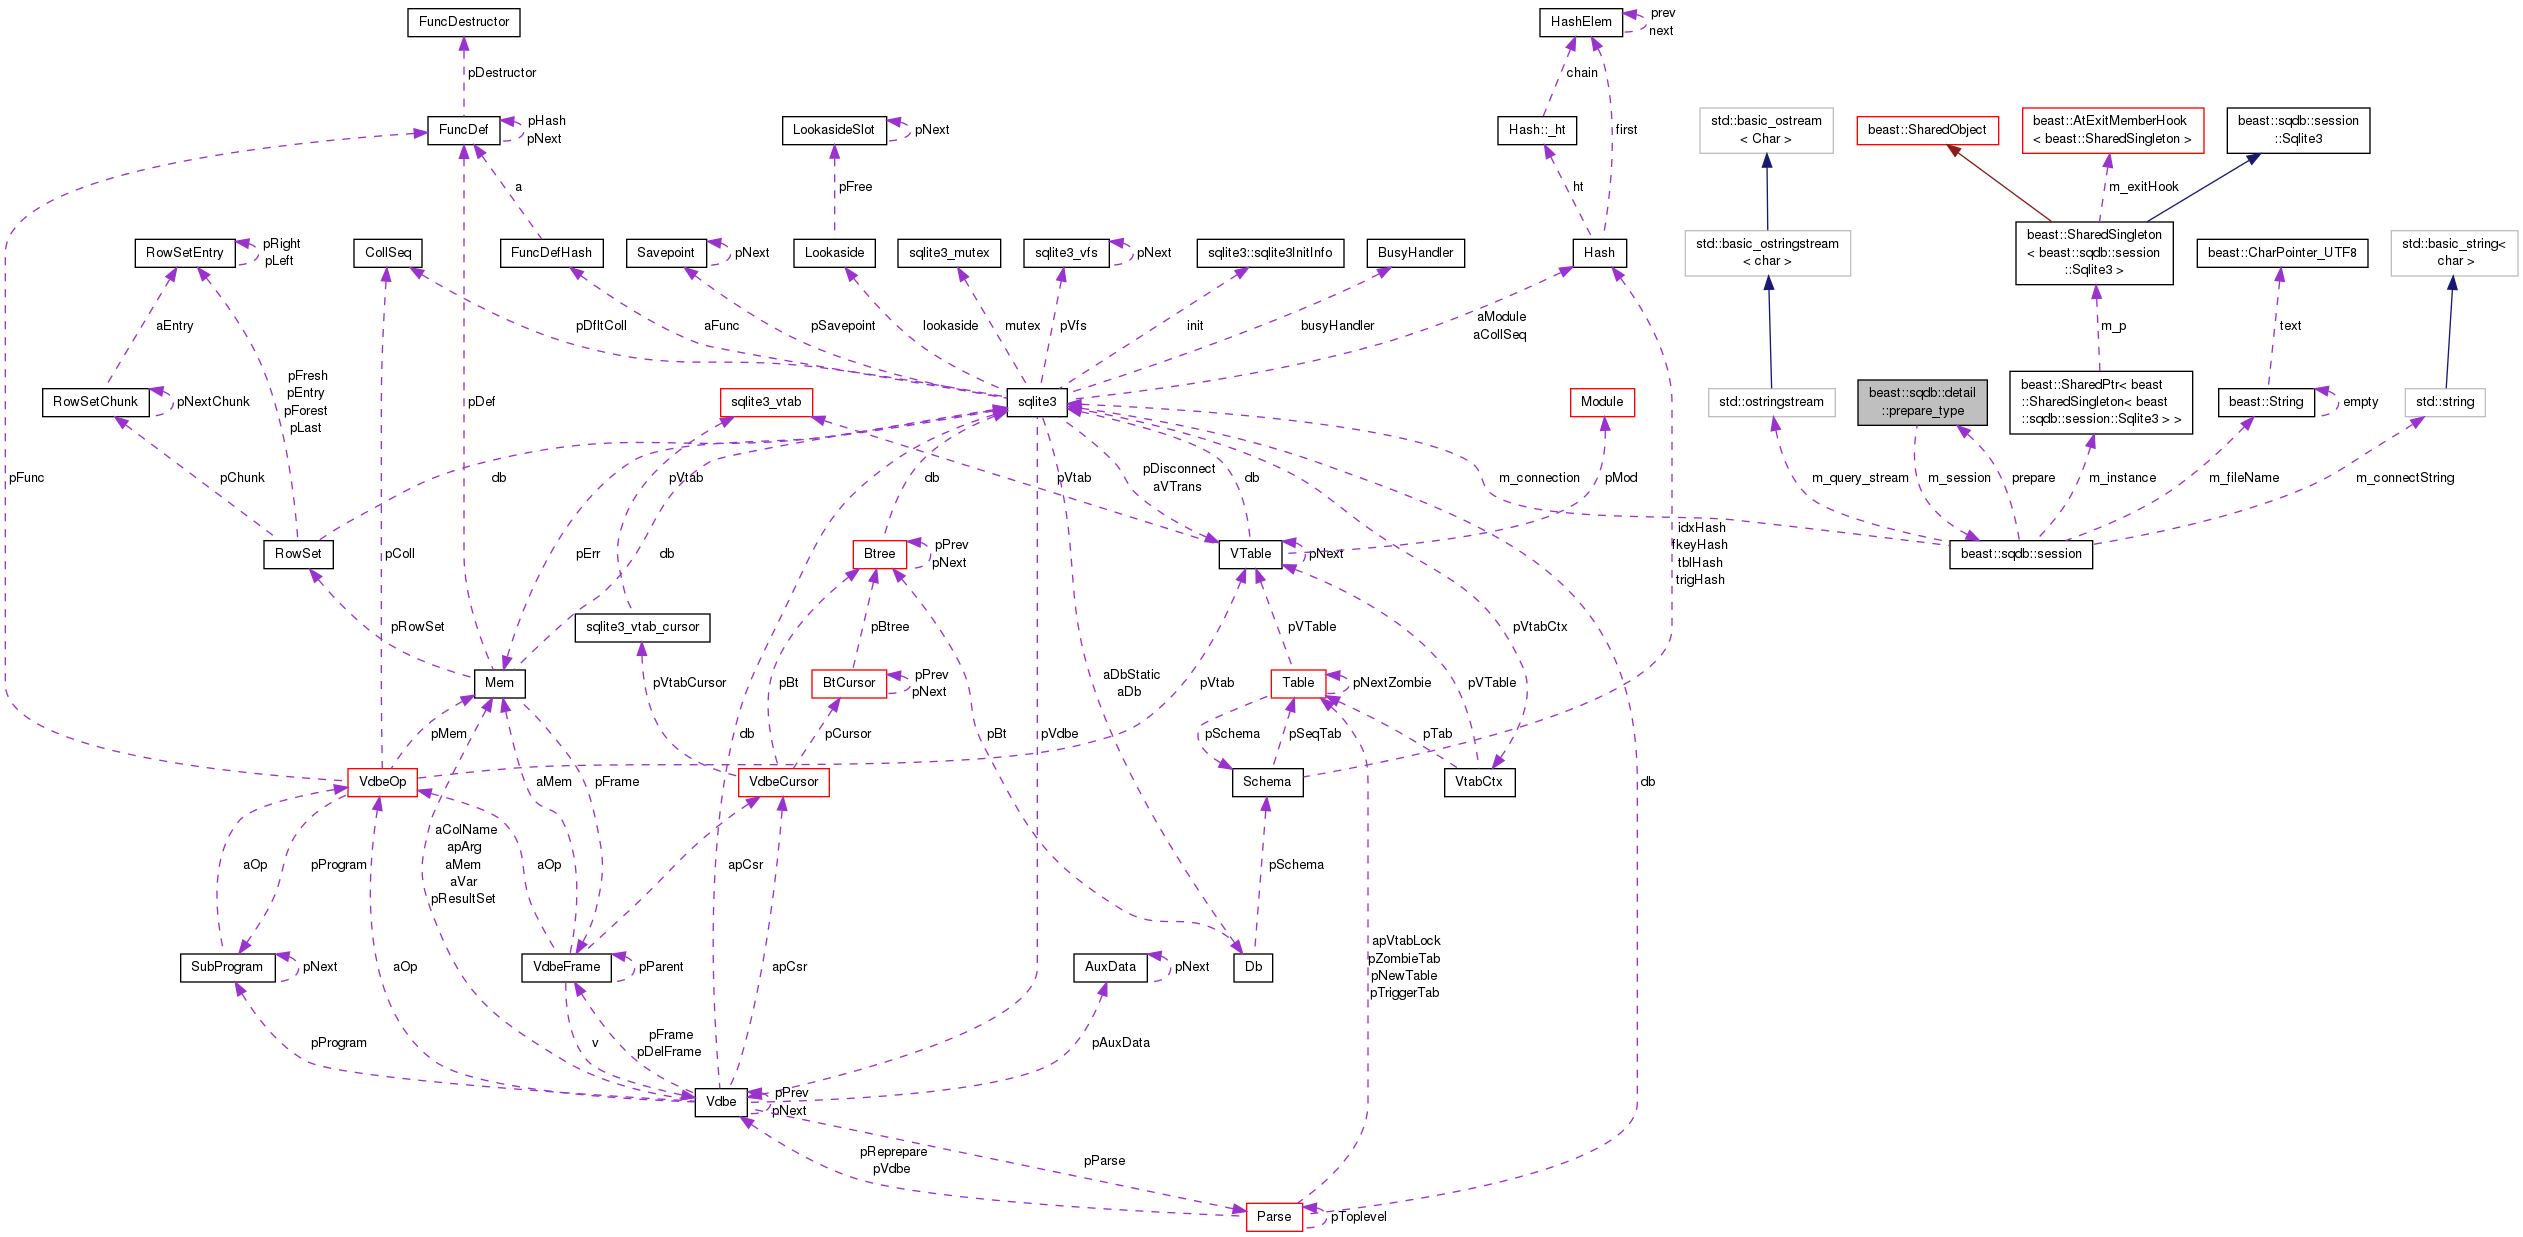 FuncDestructor
HashElem
prev
next
pDestructor
chain
FuncDef
pHash
pNext
LookasideSlot
pNext
Hash::_ht
first
std::basic_ostream
< Char >
beast::SharedObject
beast::AtExitMemberHook
< beast::SharedSingleton >
beast::sqdb::session
::Sqlite3
a
pFree
ht
m_exitHook
RowSetEntry
pRight
pLeft
CollSeq
FuncDefHash
Savepoint
pNext
Lookaside
sqlite3_mutex
sqlite3_vfs
pNext
sqlite3::sqlite3InitInfo
BusyHandler
Hash
std::basic_ostringstream
< char >
beast::SharedSingleton
< beast::sqdb::session
::Sqlite3 >
beast::CharPointer_UTF8
std::basic_string<
char >
aEntry
pDfltColl
aFunc
pSavepoint
lookaside
mutex
pVfs
init
busyHandler
aModule
aCollSeq
m_p
text
pFresh
pEntry
pForest
pLast
RowSetChunk
pNextChunk
pDef
sqlite3_vtab
sqlite3
Module
std::ostringstream
beast::sqdb::detail
::prepare_type
beast::SharedPtr< beast
::SharedSingleton< beast
::sqdb::session::Sqlite3 > >
beast::String
empty
std::string
pFunc
pChunk
db
pVtab
db
pDisconnect
aVTrans
db
pVtab
m_connection
pMod
m_query_stream
m_session
prepare
m_instance
m_fileName
m_connectString
RowSet
pColl
pErr
db
Btree
pPrev
pNext
VTable
pNext
idxHash
fkeyHash
tblHash
trigHash
beast::sqdb::session
pRowSet
sqlite3_vtab_cursor
pBtree
pVTable
pVtabCtx
Mem
pVtabCursor
pBt
BtCursor
pPrev
pNext
aDbStatic
aDb
pVtab
Table
pNextZombie
pVTable
pMem
db
pCursor
pBt
pVdbe
pSchema
pSeqTab
pTab
VdbeOp
aMem
pFrame
VdbeCursor
Schema
VtabCtx
db
aOp
pProgram
aColName
apArg
aMem
aVar
pResultSet
aOp
apCsr
pSchema
SubProgram
pNext
aOp
VdbeFrame
pParent
apCsr
AuxData
pNext
Db
apVtabLock
pZombieTab
pNewTable
pTriggerTab
pProgram
v
pFrame
pDelFrame
pAuxData
Vdbe
pPrev
pNext
pReprepare
pVdbe
pParse
Parse
pToplevel